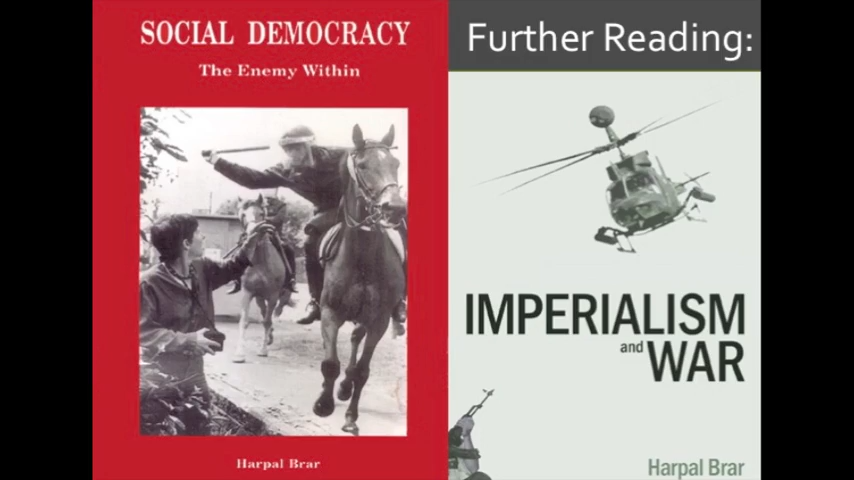 SOCIAL DEMOCRACY
The Enemy Within
Harpal Brar
Further Reading:
IMPERIALISM
and WAR
Harpal Brar